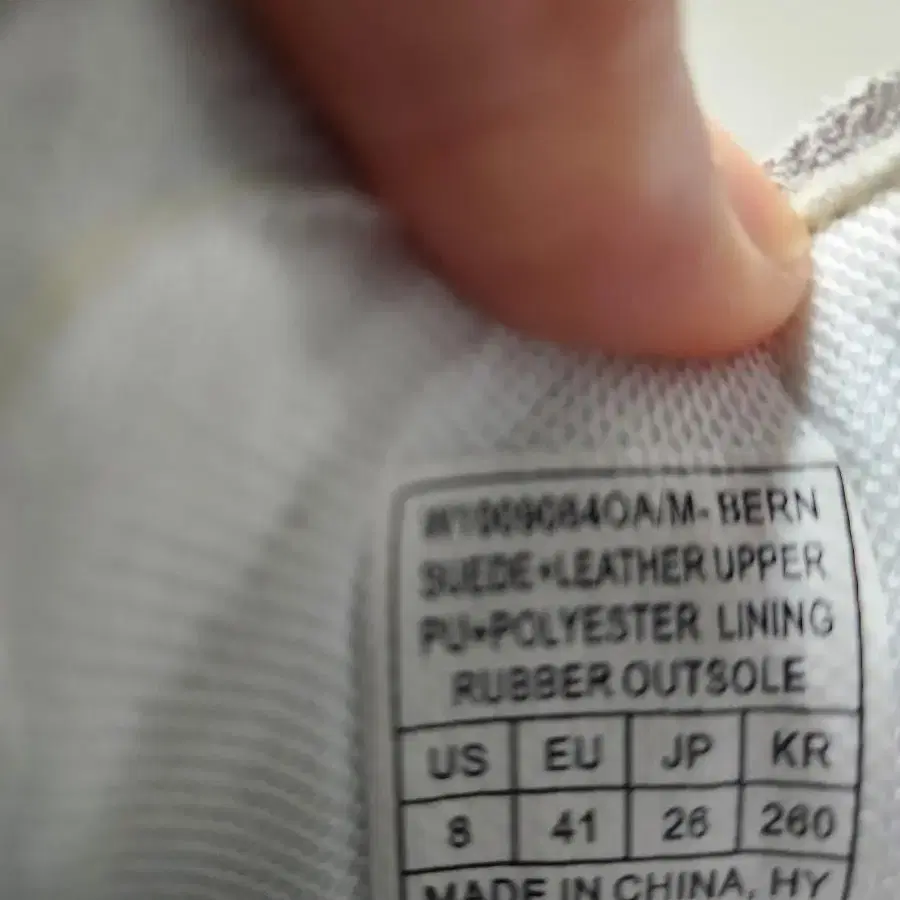 BERN
SUEDE+LEATHER UPPER
PU+POLYESTER LINING
RUBBER OUTSOLE
US EU JP KR
8 41 26 260
MADE IN CHINA, HY